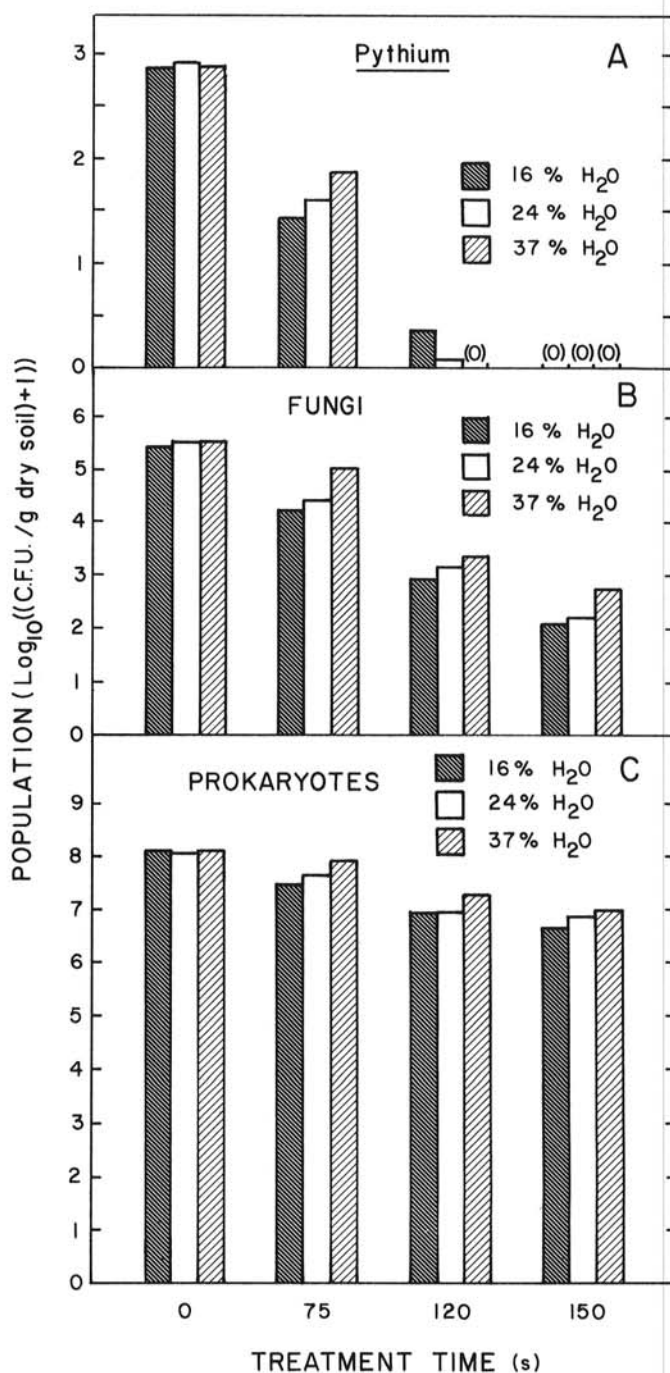 Pythium
A
16 % H2O
24 % H2O
37 % H2O
3
2
1
0
(0)
(0) (0) (0)
FUNGI
B
16 % H2O
24 % H2O
37 % H2O
6
5
4
3
2
1
0
PROKARYOTES
C
16% H2O
24% H2O
37% H2O
9
8
7
6
5
4
3
2
1
0
0 75 120 150
TREATMENT TIME (s)
POPULATION (Log10((C.F.U./g dry soil)+1))